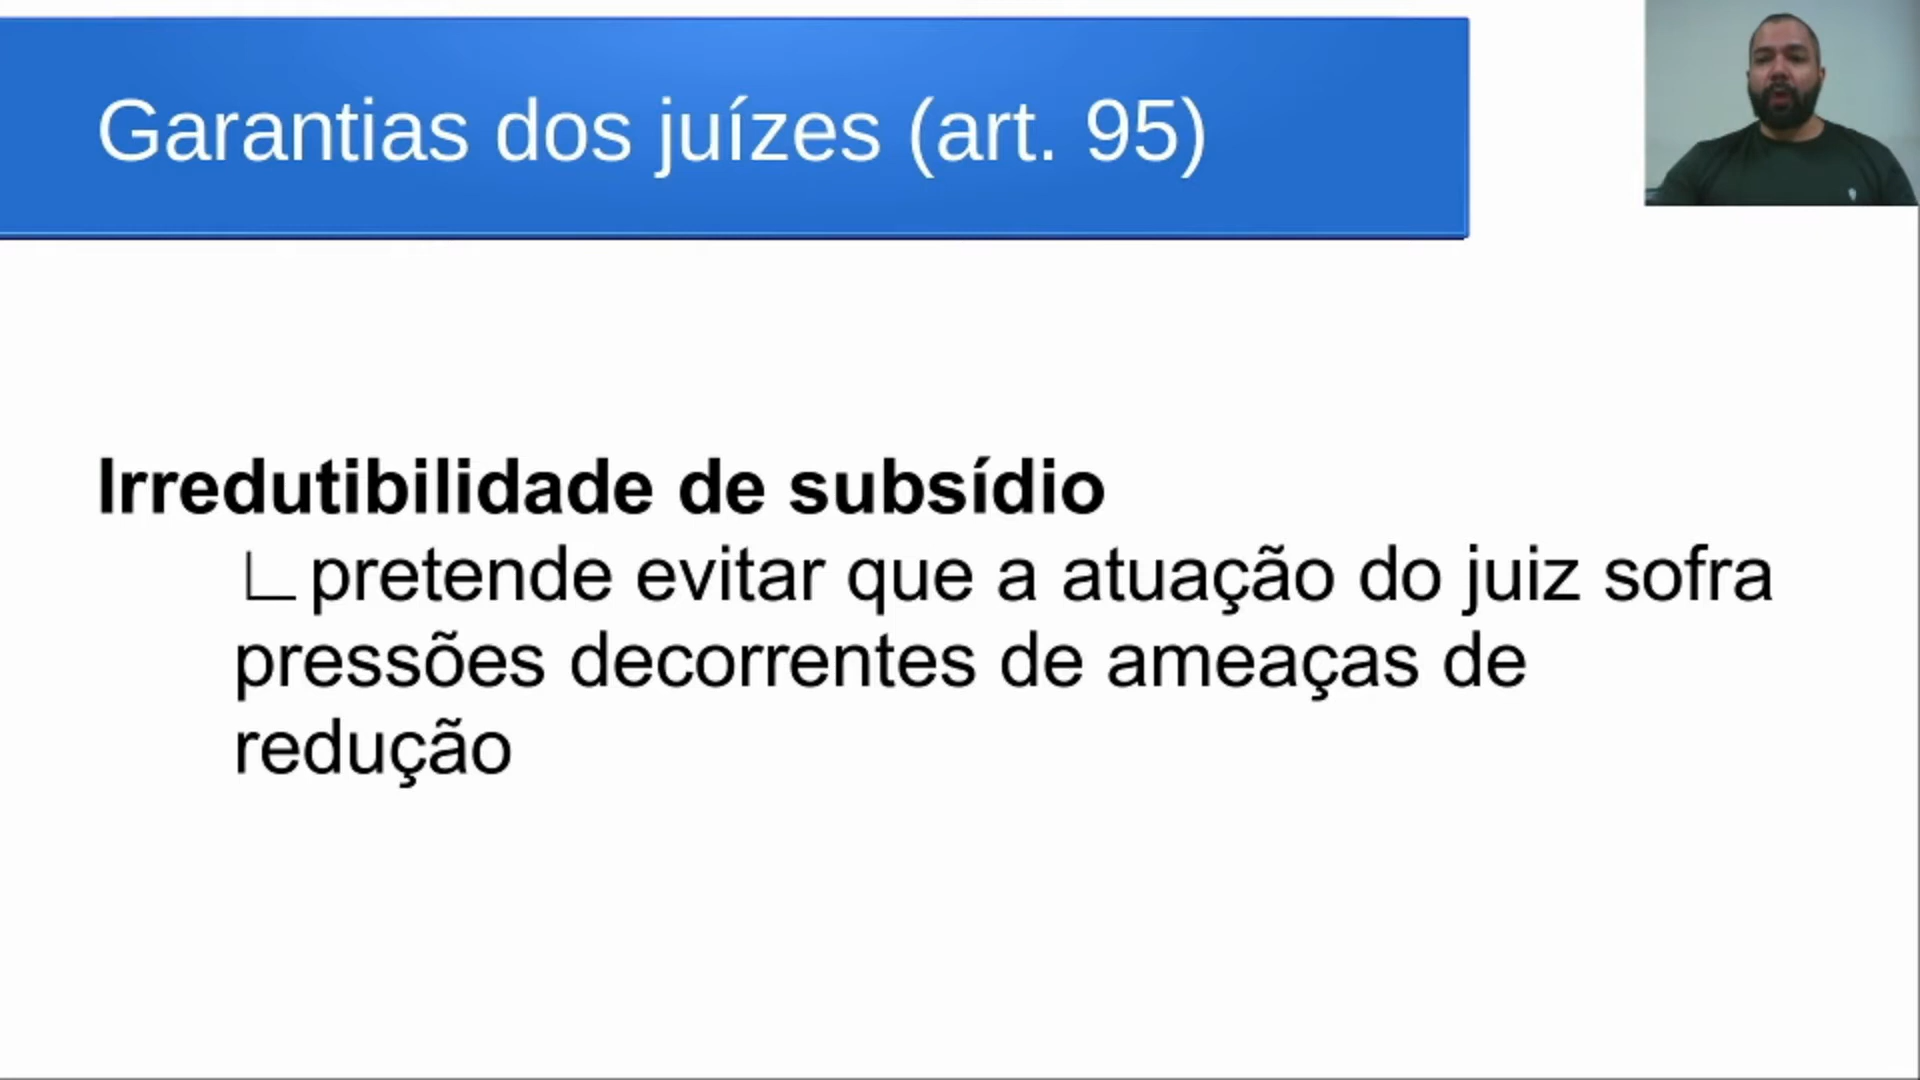 Garantias dos juízes (art. 95)
Irredutibilidade de subsídio
∟pretende evitar que a atuação do juiz sofra
pressões decorrentes de ameaças de
redução